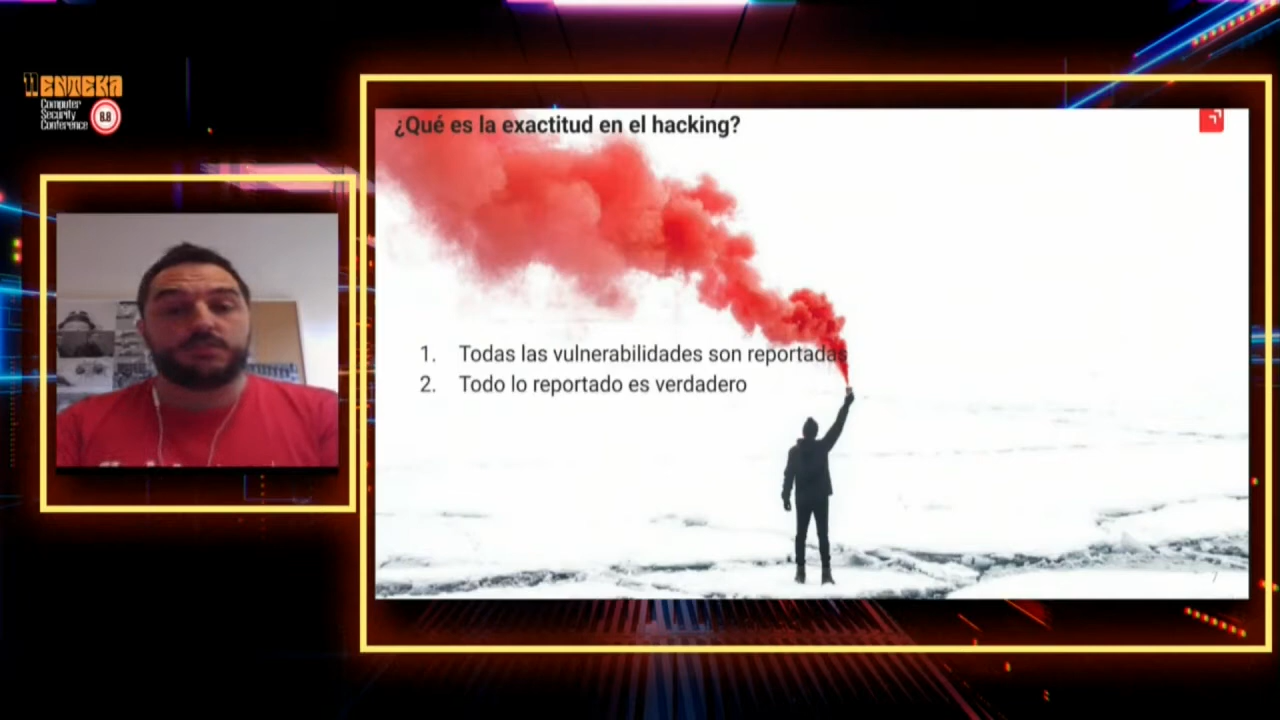 11ENTEKA
Computer
Security
Conference
8.8
¿Qué es la exactitud en el hacking?
1. Todas las vulnerabilidades son reportadas
2. Todo lo reportado es verdadero